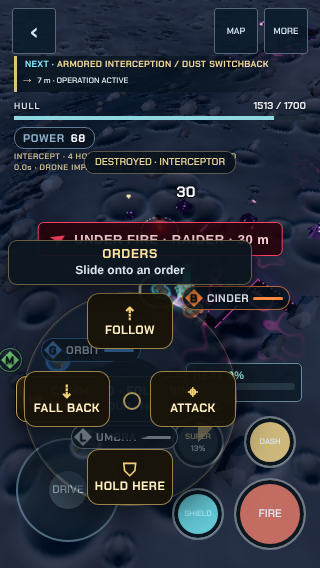 ‹
MAP
MORE
NEXT · ARMORED INTERCEPTION / DUST SWITCHBACK
→ 7 m · OPERATION ACTIVE
HULL
1513 / 1700
POWER 68
INTERCEPT · 4
0.0s · DRONE
DESTROYED · INTERCEPTOR
30
UNDER FIRE · RAIDER · 30 m
ORDERS
Slide onto an order
B CINDER
FOLLOW
M
ORBIT
FALL BACK
ATTACK
L UMBRA
SUPER
13%
DASH
DRIVE
HOLD HERE
SHIELD
FIRE